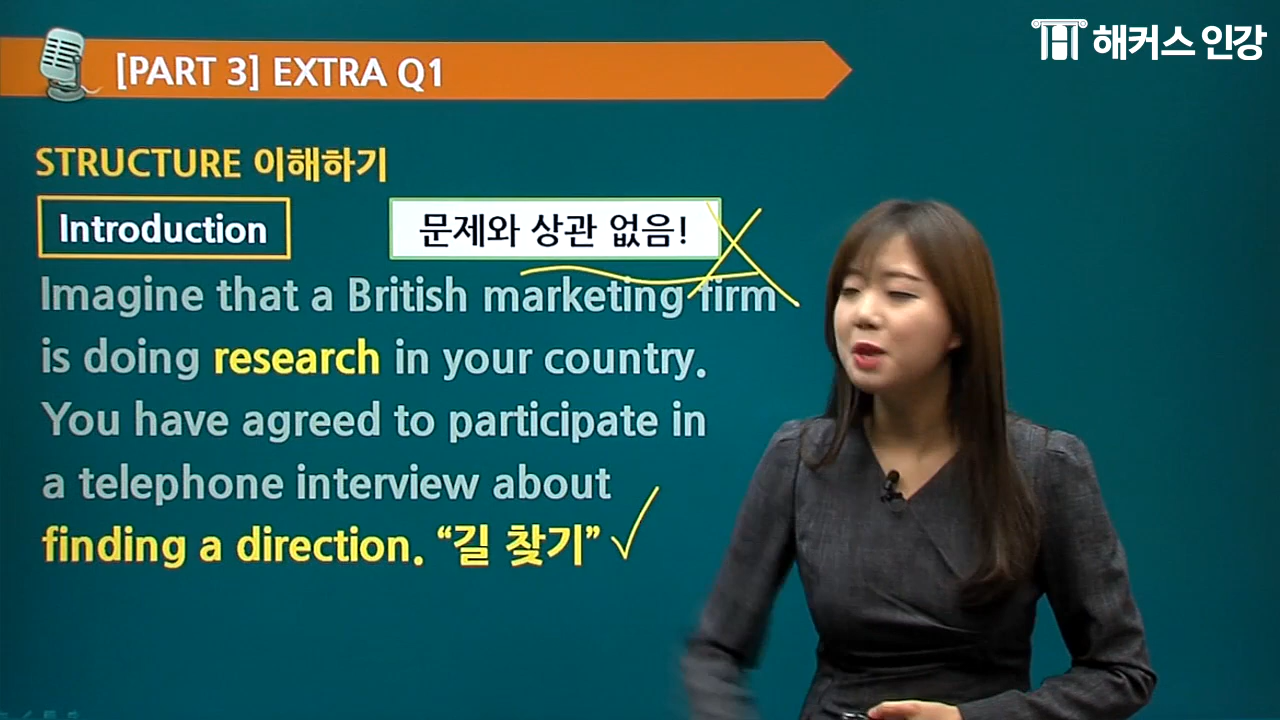 해커스 인강
[PART 3] EXTRA Q1
STRUCTURE 이해하기
Introduction
문제와 상관 없음!
Imagine that a British marketing firm
is doing research in your country.
You have agreed to participate in
a telephone interview about
finding a direction. “길 찾기”